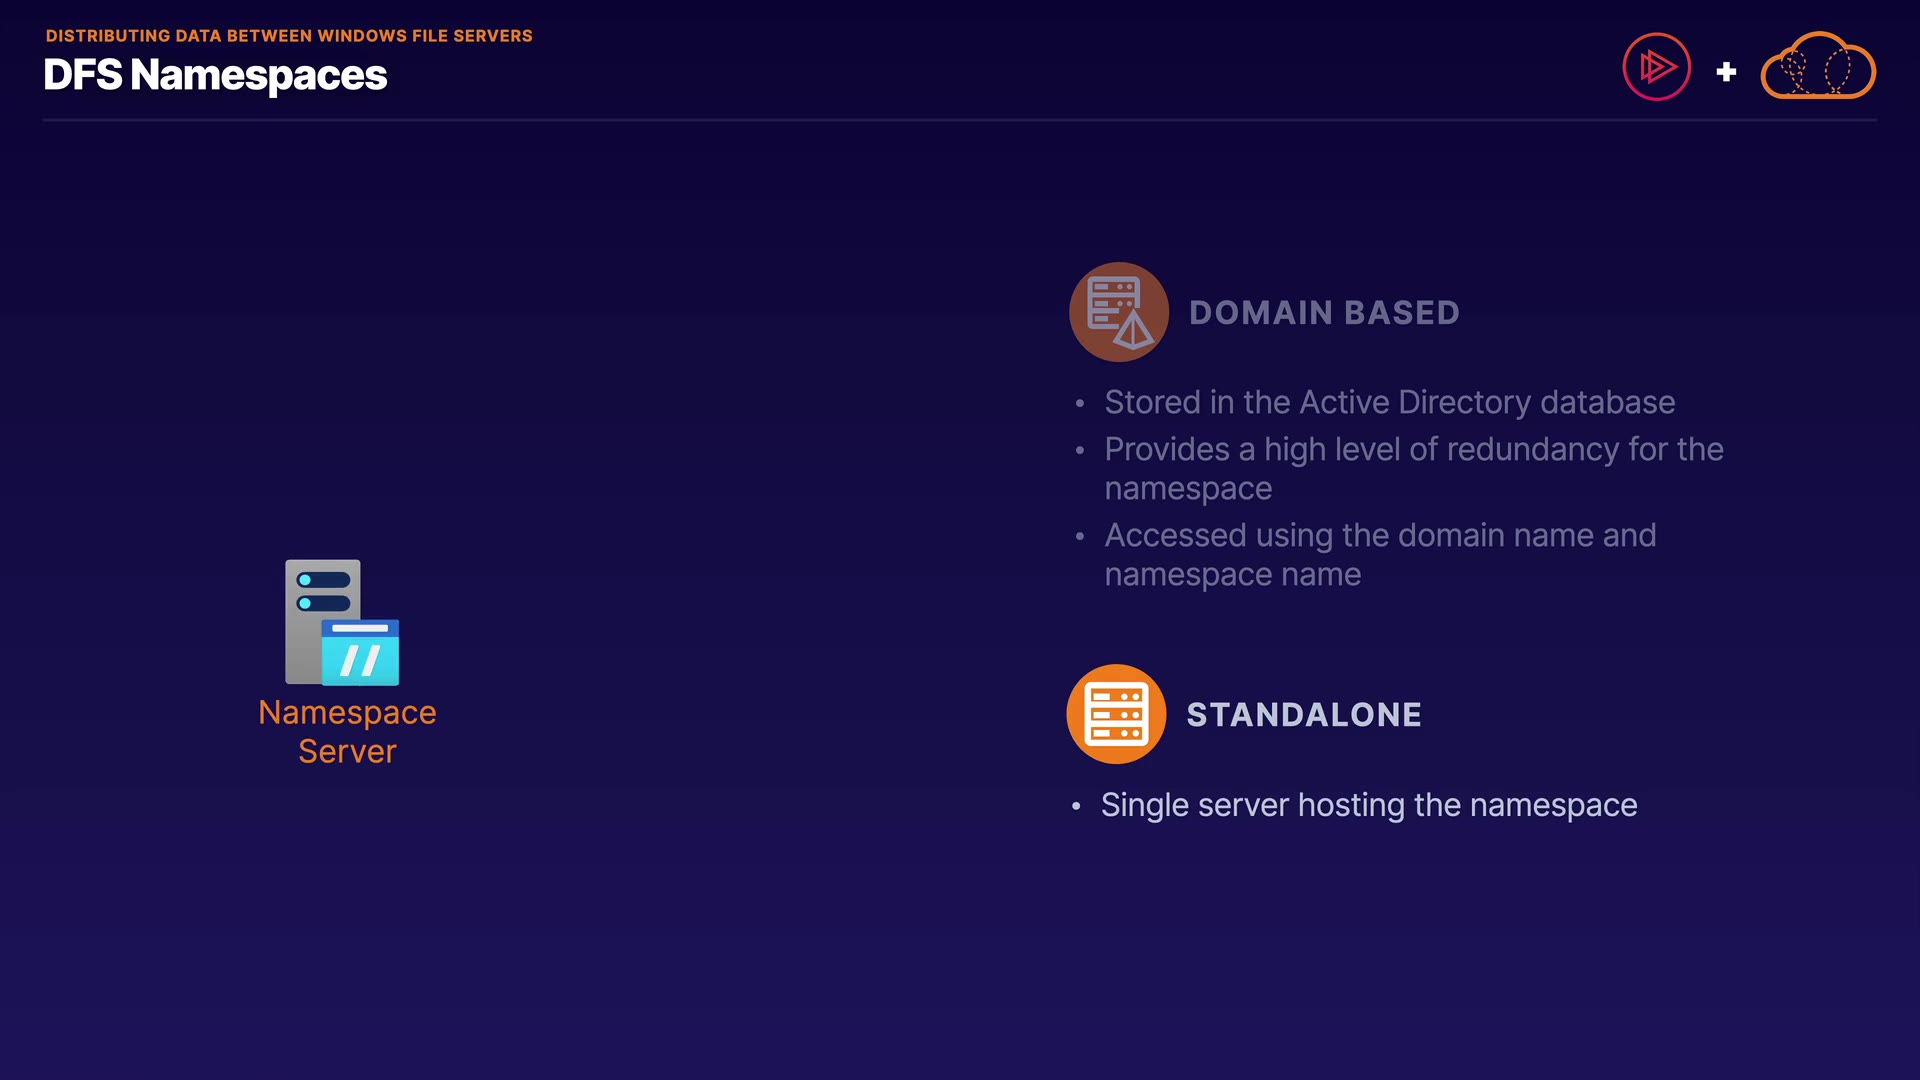 DISTRIBUTING DATA BETWEEN WINDOWS FILE SERVERS
DFS Namespaces
Namespace
Server
DOMAIN BASED
• Stored in the Active Directory database
• Provides a high level of redundancy for the
namespace
• Accessed using the domain name and
namespace name
STANDALONE
• Single server hosting the namespace